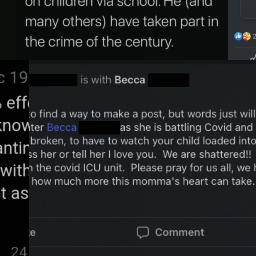 on children via school. He (and
many others) have taken part in
the crime of the century.
c 19
is with Becca
% eff
to find a way to make a post, but words just will
now
ter Becca as she is battling Covid and
broken, to have to watch your child loaded into
antin
ss her or tell her I love you. We are shattered!!
with
n the covid ICU unit. Please pray for us all, we h
t as
how much more this momma's heart can take.
Comment
24